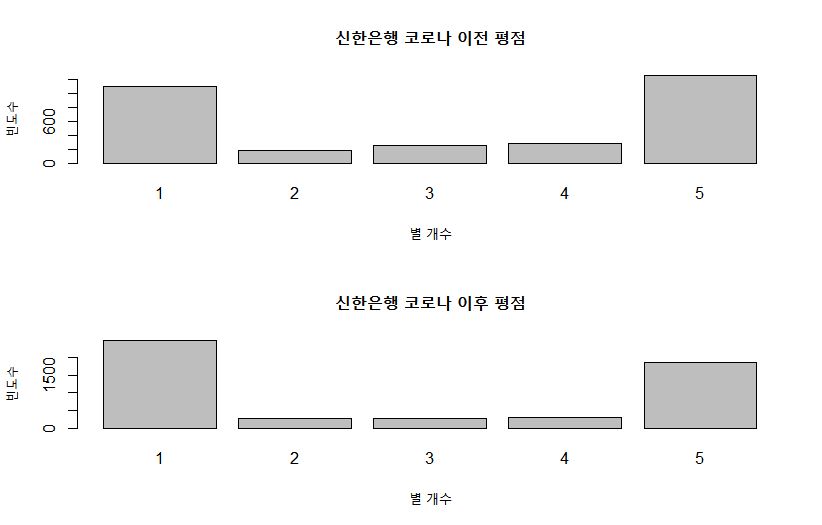 신한은행 코로나 이전 평점
빈도수
600
0
1 2 3 4 5
별 개수
신한은행 코로나 이후 평점
빈도수
1500
0
1 2 3 4 5
별 개수